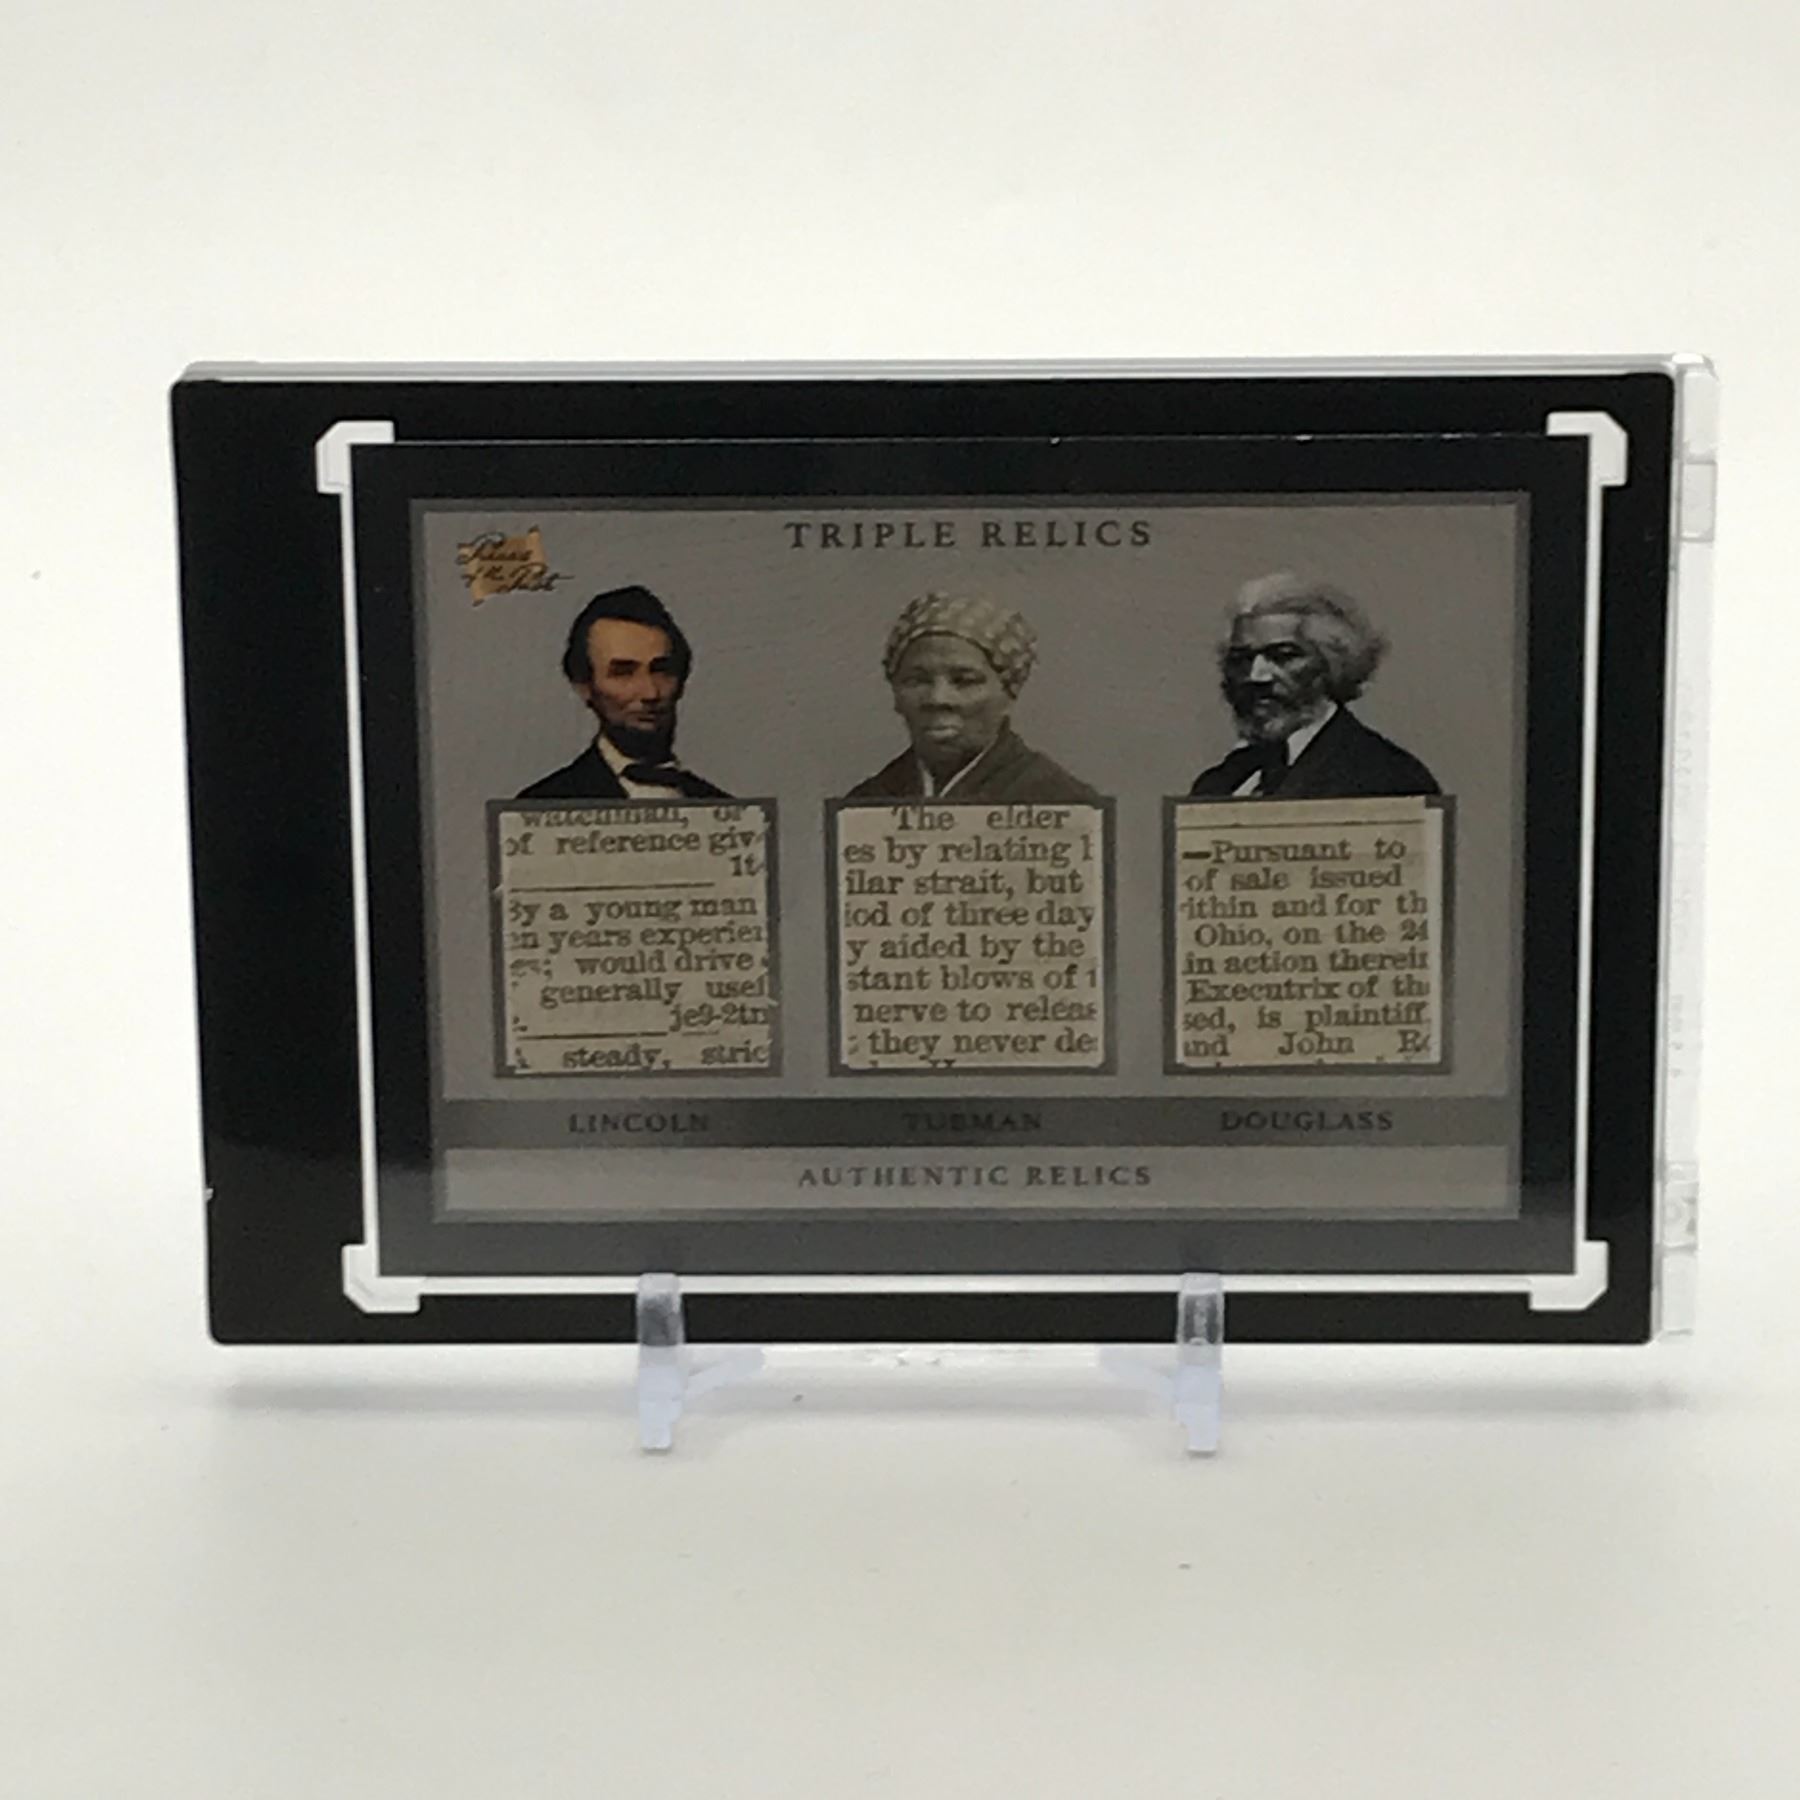 TRIPLE RELICS
Pieces
of the Past
watchman, or
of reference giv
1t
By a young man
en years experien
es; would drive
generally usef
je9-2tn
A steady, stric
The elder
es by relating
ilar strait, but
iod of three day
y aided by the
stant blows of
nerve to releas
they never de
—Pursuant to
of sale issued
ithin and for th
Ohio, on the 24
in action therein
Executrix of th
sed, is plaintiff
and John R
LINCOLN
TUBMAN
DOUGLASS
AUTHENTIC RELICS